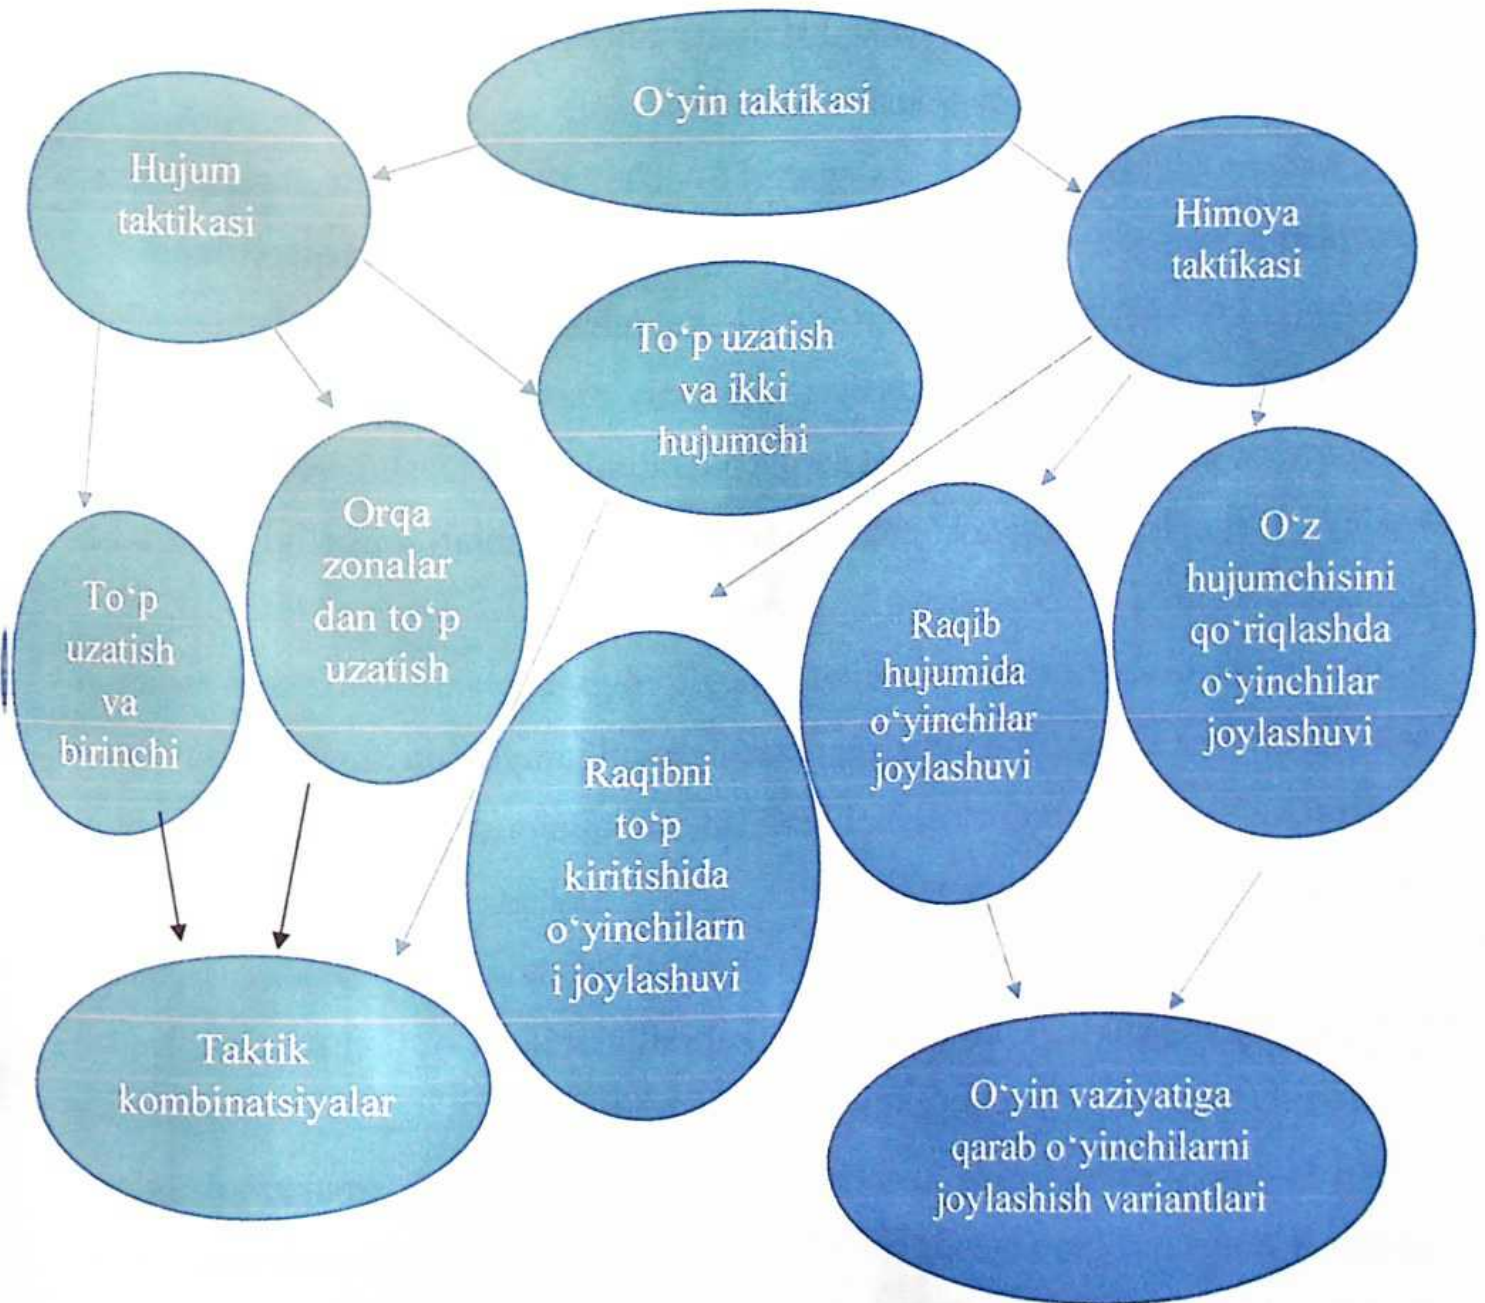 O‘yin taktikasi
Hujum
taktikasi
Himoya
taktikasi
To‘p uzatish
va ikki
hujumchi
To‘p
uzatish
va
birinchi
Orqa
zonalar
dan to‘p
uzatish
Raqibni
to‘p
kiritishida
o‘yinchilarn
i joylashuvi
Raqib
hujumida
o‘yinchilar
joylashuvi
O‘z
hujumchisini
qo‘riqlashda
o‘yinchilar
joylashuvi
Taktik
kombinatsiyalar
O‘yin vaziyatiga
qarab o‘yinchilarni
joylashish variantlari